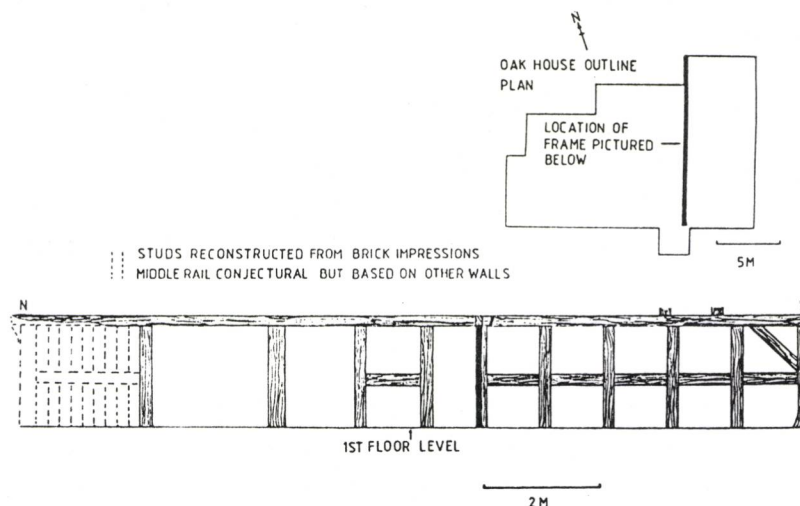 N
OAK HOUSE OUTLINE
PLAN
LOCATION OF
FRAME PICTURED
BELOW
5M
STUDS RECONSTRUCTED FROM BRICK IMPRESSIONS
MIDDLE RAIL CONJECTURAL BUT BASED ON OTHER WALLS
N
1ST FLOOR LEVEL
2M